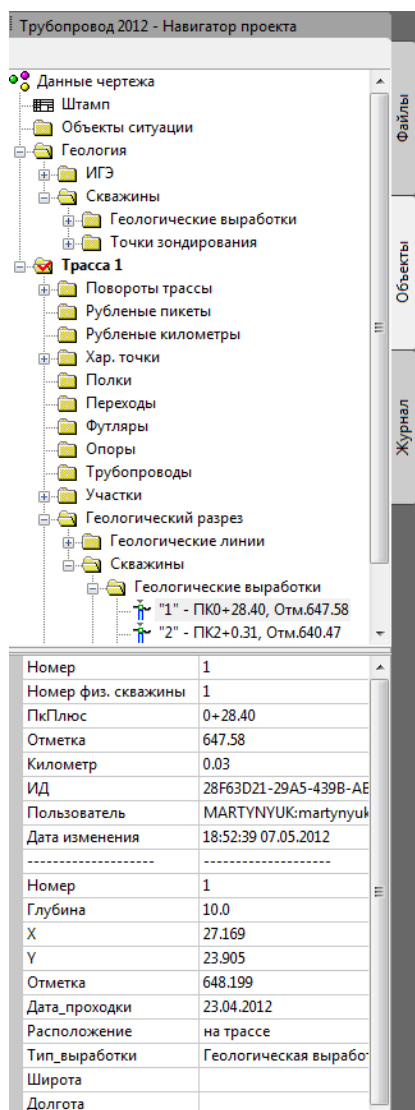 Трубопровод 2012 - Навигатор проекта
Данные чертежа
Штамп
Объекты ситуации
Геология
ИГЭ
Скважины
Геологические выработки
Точки зондирования
Трасса 1
Повороты трассы
Рубленые пикеты
Рубленые километры
Хар. точки
Полки
Переходы
Футляры
Опоры
Трубопроводы
Участки
Геологический разрез
Геологические линии
Скважины
Геологические выработки
"1" - ПК0+28.40, Отм.647.58
"2" - ПК2+0.31, Отм.640.47
Файлы
Объекты
Журнал
Номер 1
Номер физ. скважины 1
ПкПлюс 0+28.40
Отметка 647.58
Километр 0.03
ИД 28F63D21-29A5-439B-AE
Пользователь MARTYNYUK:martynyuk
Дата изменения 18:52:39 07.05.2012
-------------------- --------------------
Номер 1
Глубина 10.0
X 27.169
Y 23.905
Отметка 648.199
Дата_проходки 23.04.2012
Расположение на трассе
Тип_выработки Геологическая вырабо
Широта
Долгота